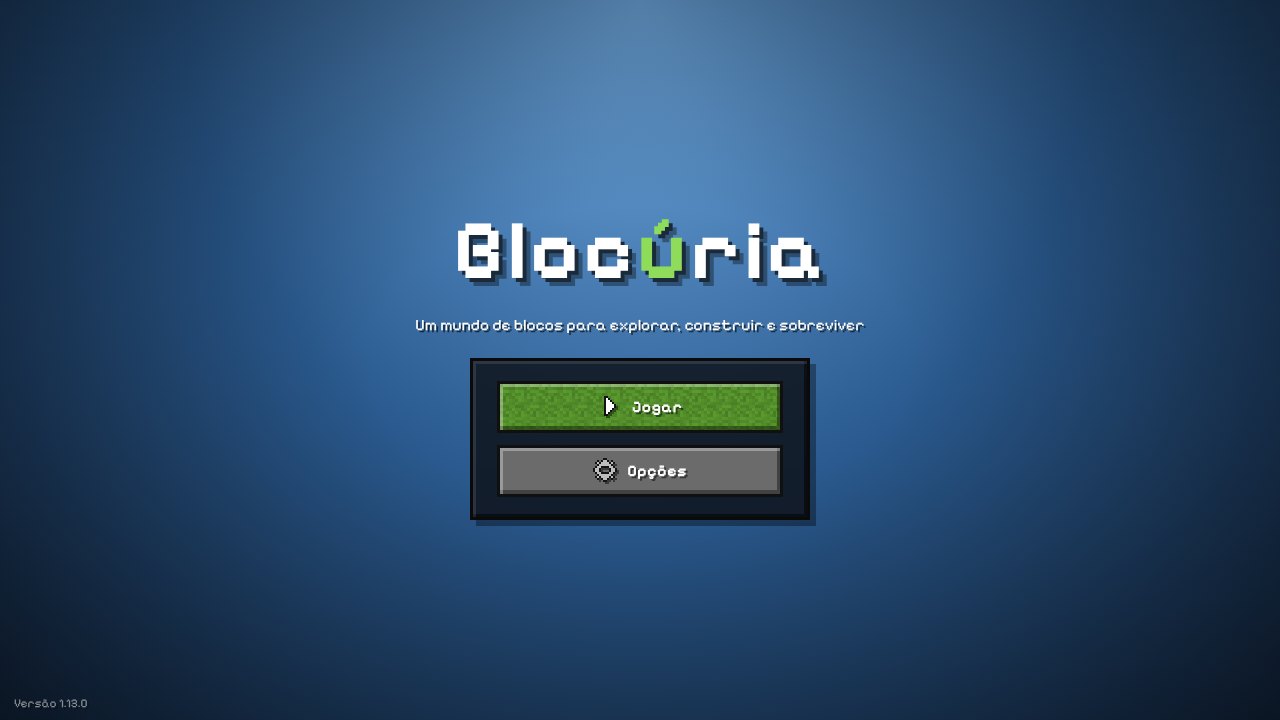 Blocúria
Um mundo de blocos para explorar, construir e sobreviver
Jogar
Opções
Versão 1.13.0